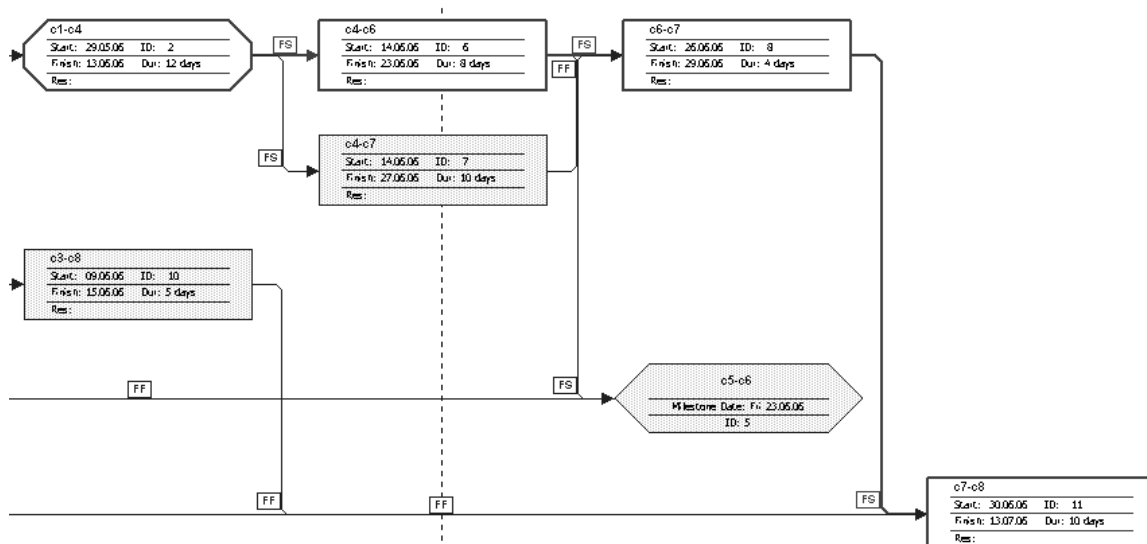 c1-c4
Start: 29.05.06 ID: 2
Finish: 13.06.06 Dur: 12 days
Res:
FS
c4-c6
Start: 14.06.06 ID: 6
Finish: 23.06.06 Dur: 8 days
Res:
FS
FF
c6-c7
Start: 26.06.06 ID: 8
Finish: 29.06.06 Dur: 4 days
Res:
FS
c4-c7
Start: 14.06.06 ID: 7
Finish: 27.06.06 Dur: 10 days
Res:
c3-c8
Start: 09.06.06 ID: 10
Finish: 15.06.06 Dur: 5 days
Res:
FF
FS
c5-c6
Milestone Date: Fri 23.06.06
ID: 5
FF
FF
FS
c7-c8
Start: 30.06.06 ID: 11
Finish: 13.07.06 Dur: 10 days
Res: